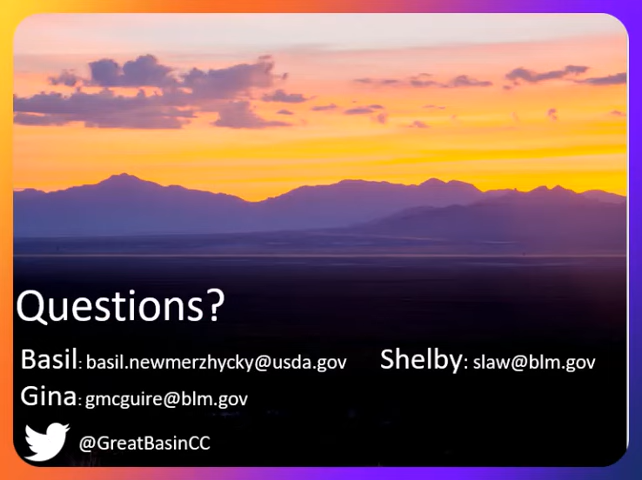 Questions?
Basil: basil.newmerzhycky@usda.gov Shelby: slaw@blm.gov
Gina: gmcguire@blm.gov
@GreatBasinCC